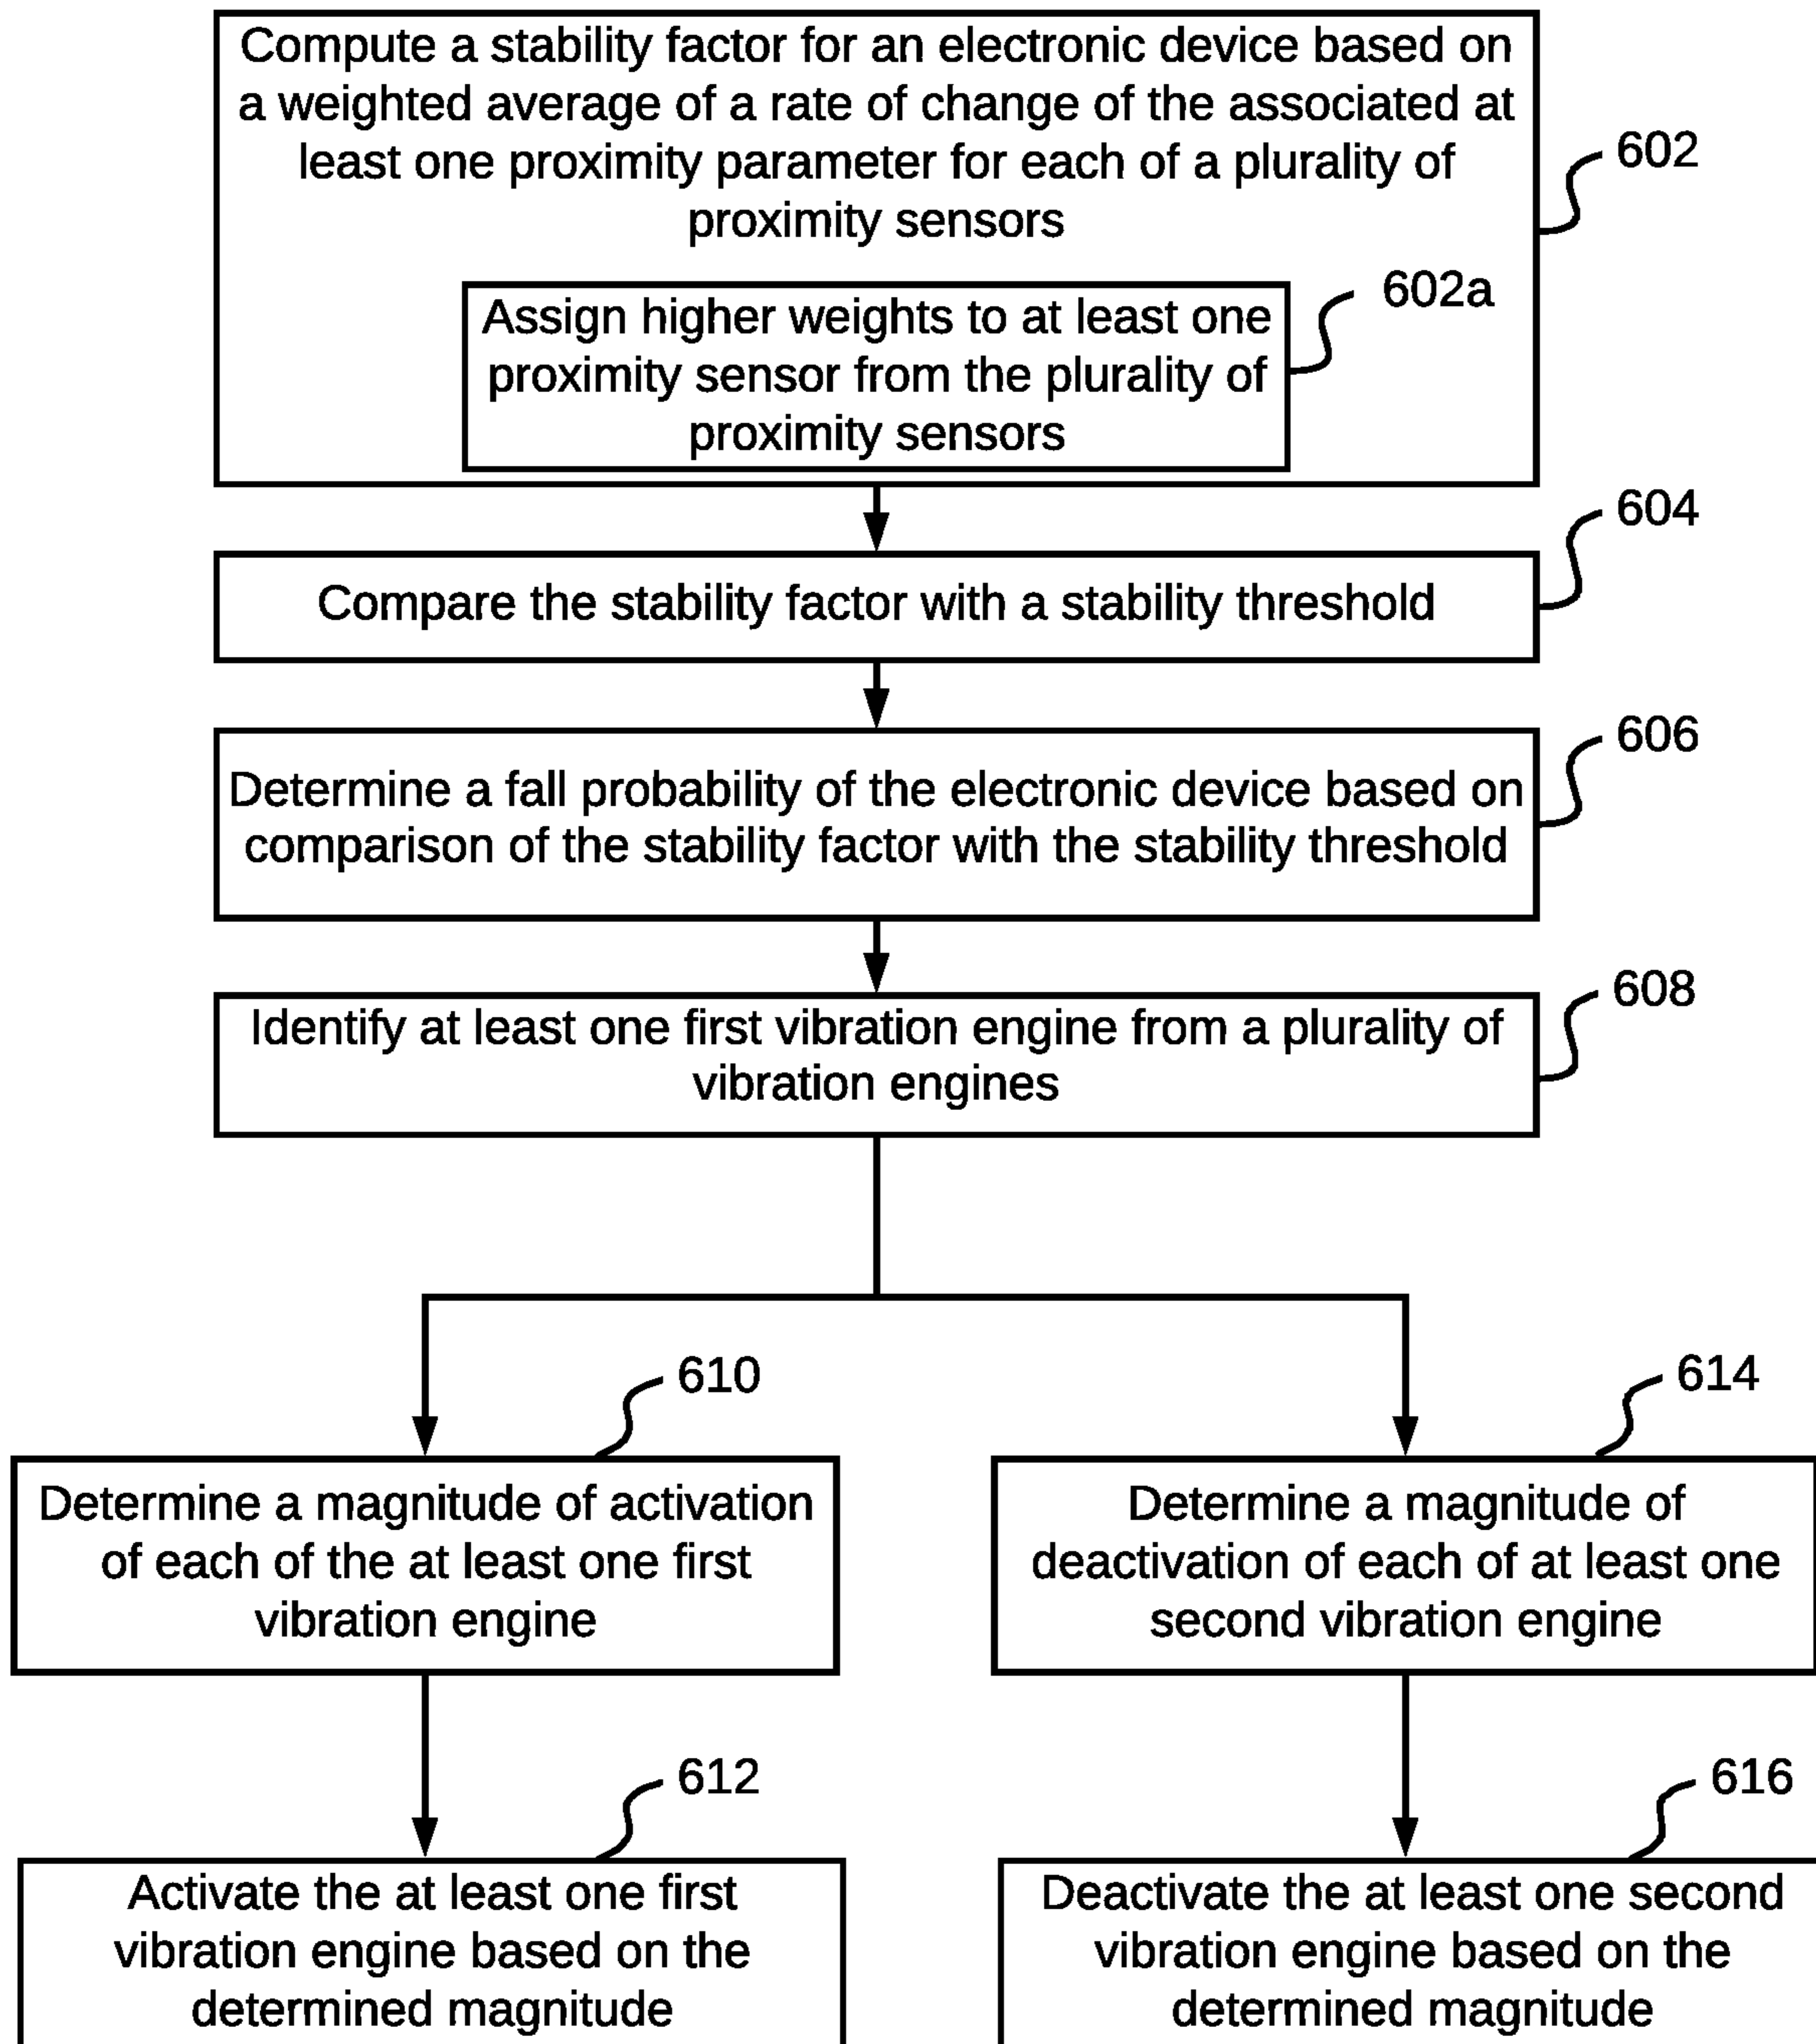 Compute a stability factor for an electronic device based on
a weighted average of a rate of change of the associated at
least one proximity parameter for each of a plurality of
proximity sensors
602
602a
Assign higher weights to at least one
proximity sensor from the plurality of
proximity sensors
604
Compare the stability factor with a stability threshold
606
Determine a fall probability of the electronic device based on
comparison of the stability factor with the stability threshold
608
Identify at least one first vibration engine from a plurality of
vibration engines
610
Determine a magnitude of activation
of each of the at least one first
vibration engine
614
Determine a magnitude of
deactivation of each of at least one
second vibration engine
612
Activate the at least one first
vibration engine based on the
determined magnitude
616
Deactivate the at least one second
vibration engine based on the
determined magnitude